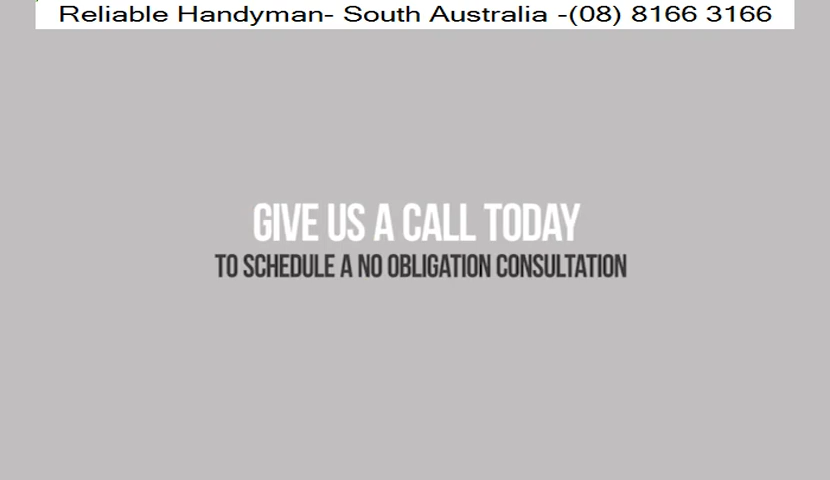 Reliable Handyman- South Australia -(08) 8166 3166
GIVE US A CALL TODAY
TO SCHEDULE A NO OBLIGATION CONSULTATION